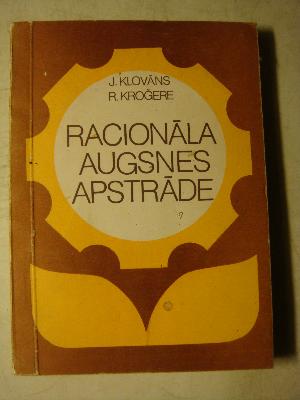 J. KLOVĀNS
R. KROĢERE
RACIONĀLA
AUGSNES
APSTRĀDE